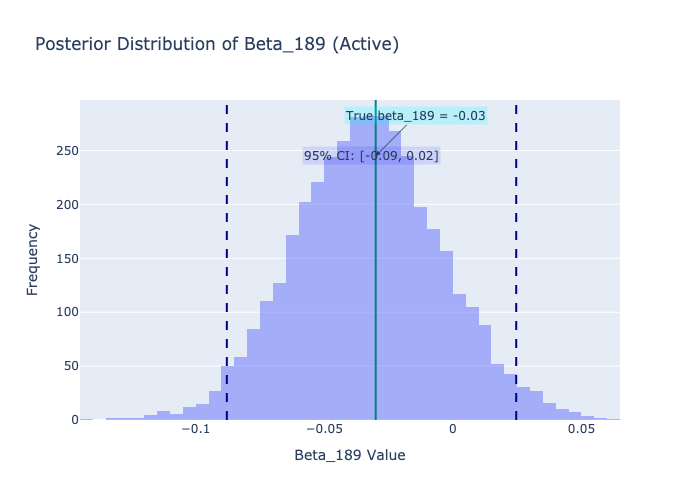 Posterior Distribution of Beta_189 (Active)
True beta_189 = -0.03
95% CI: [-0.09, 0.02]
250
200
150
100
50
0
Frequency
−0.1
−0.05
0
0.05
Beta_189 Value